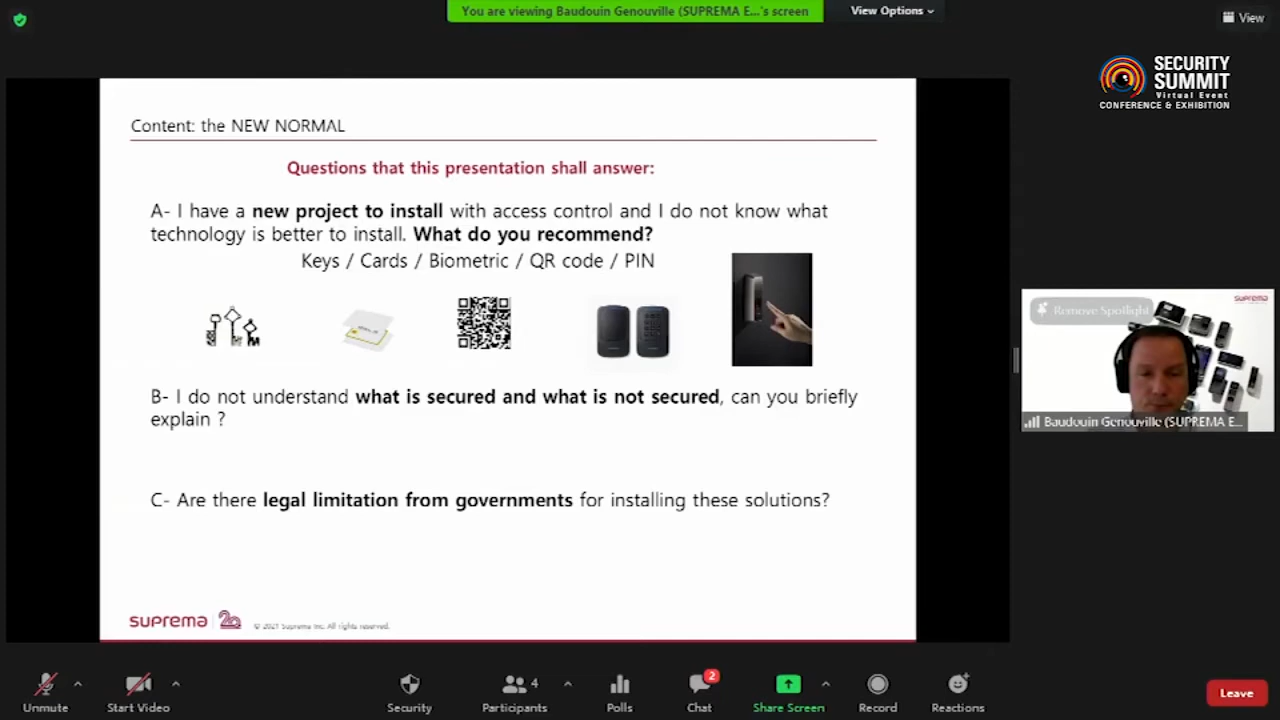 You are viewing Baudouin Genouville (SUPREMA E...'s screen
View Options
View
SECURITY
SUMMIT
Virtual Event
CONFERENCE & EXHIBITION
Content: the NEW NORMAL
Questions that this presentation shall answer:
A- I have a new project to install with access control and I do not know what
technology is better to install. What do you recommend?
Keys / Cards / Biometric / QR code / PIN
B- I do not understand what is secured and what is not secured, can you briefly
explain ?
C- Are there legal limitation from governments for installing these solutions?
suprema 20
© 2021 Suprema Inc. All rights reserved.
Remove Spotlight
suprema
Baudouin Genouville (SUPREMA E...
Unmute
Start Video
Security
4
Participants
Polls
2
Chat
Share Screen
Record
Reactions
Leave